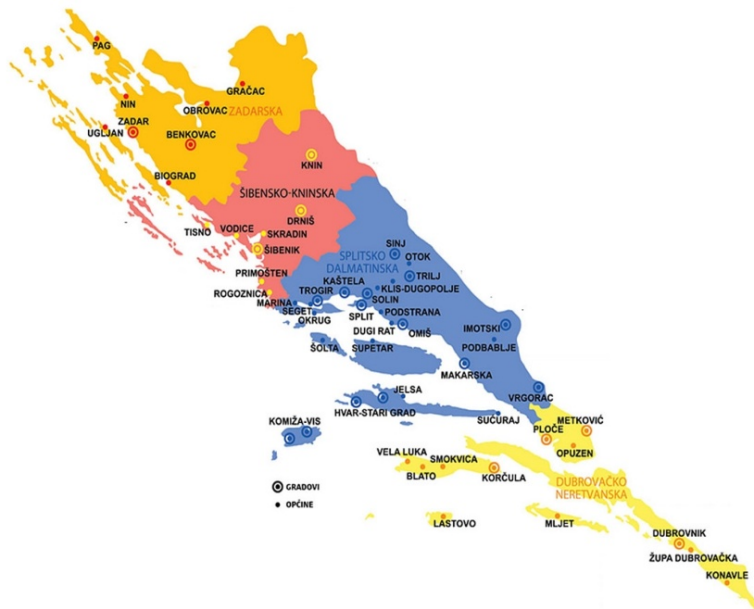 PAG
GRAČAC
NIN
OBROVAC
ZADARSKA
ZADAR
UGLJAN
BENKOVAC
KNIN
BIOGRAD
ŠIBENSKO-KNINSKA
DRNIŠ
TISNO
VODICE
SKRADIN
ŠIBENIK
SINJ
SPLITSKO
DALMATINSKA
OTOK
TRILJ
PRIMOŠTEN
KAŠTELA
KLIS-DUGOPOLJE
ROGOZNICA
TROGIR
SOLIN
MARINA
SEGET
SPLIT
PODSTRANA
OKRUG
DUGI RAT
OMIŠ
IMOTSKI
ŠOLTA
SUPETAR
PODBABLJE
MAKARSKA
JELSA
VRGORAC
HVAR-STARI GRAD
SUĆURAJ
KOMIŽA-VIS
METKOVIĆ
PLOČE
OPUZEN
VELA LUKA
SMOKVICA
BLATO
KORČULA
DUBROVAČKO
NERETVANSKA
GRADOVI
OPĆINE
LASTOVO
MLJET
DUBROVNIK
ŽUPA DUBROVAČKA
KONAVLE